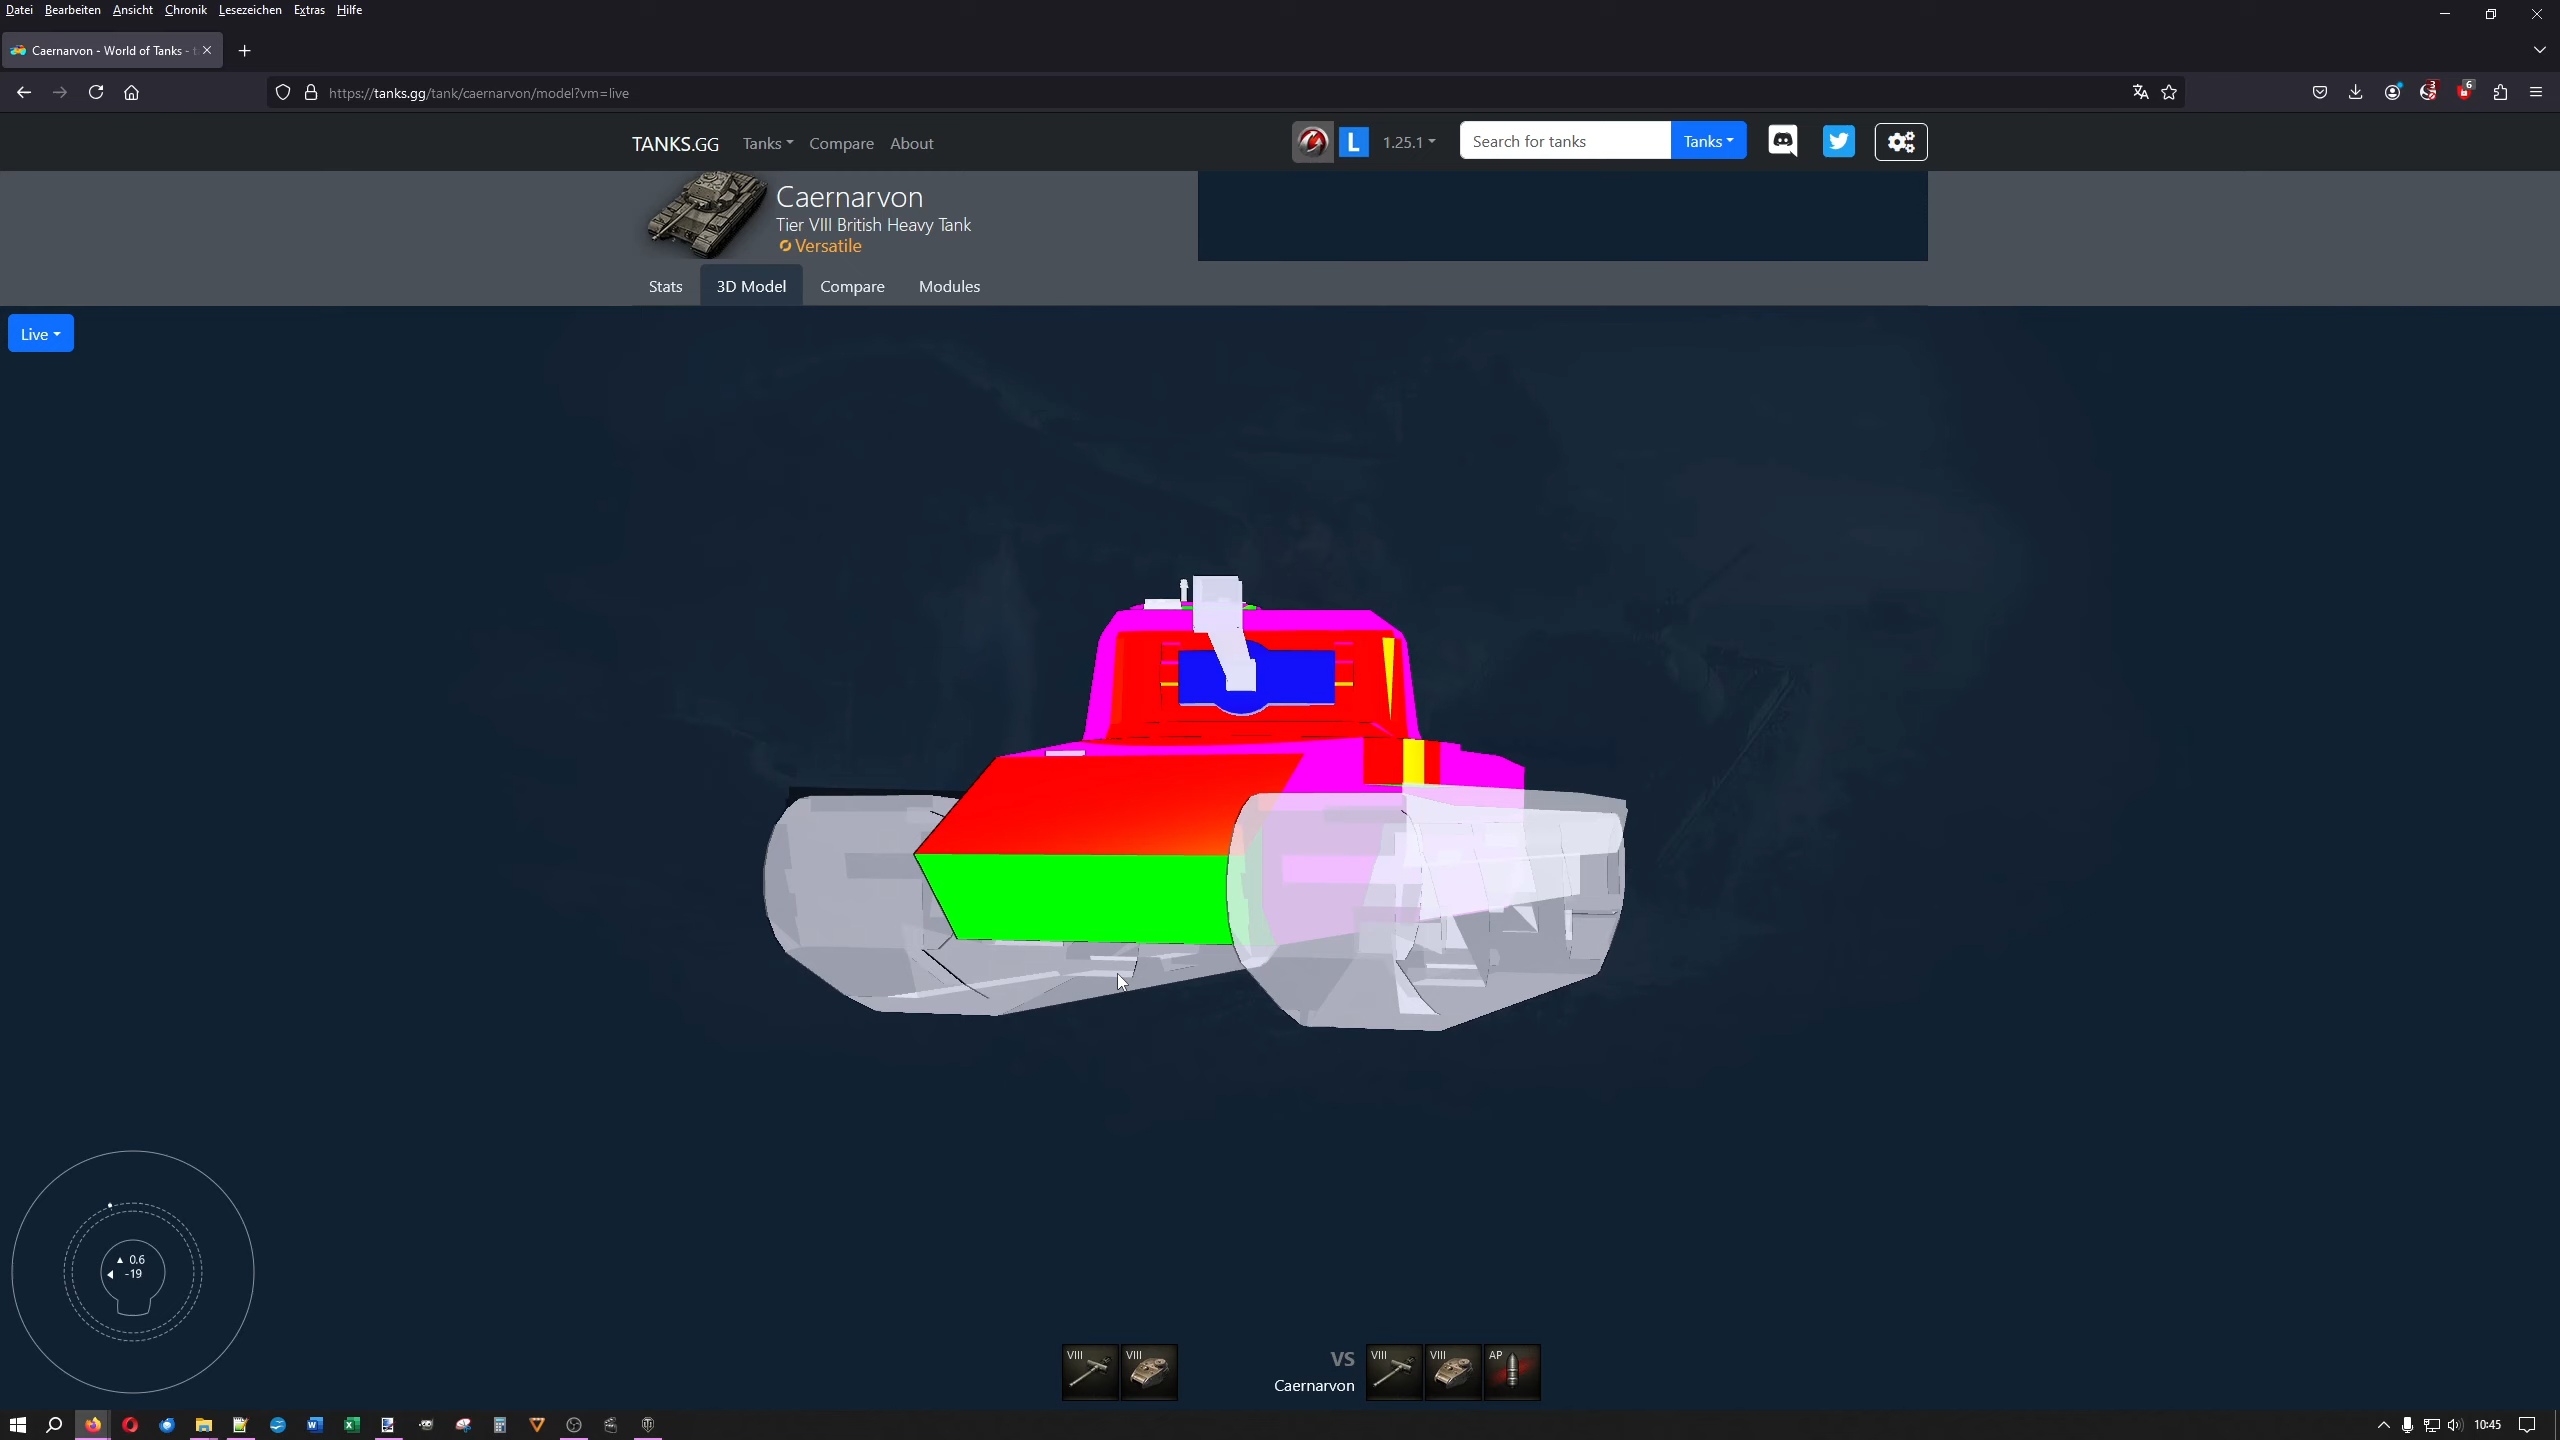 Datei Bearbeiten Ansicht Chronik Lesezeichen Extras Hilfe
Caernarvon - World of Tanks - t
https://tanks.gg/tank/caernarvon/model?vm=live
3
6
TANKS.GG Tanks Compare About
L 1.25.1 Search for tanks Tanks
Caernarvon
Tier VIII British Heavy Tank
Versatile
Stats 3D Model Compare Modules
Live
0.6
-19
VIII VIII
VS
Caernarvon
VIII VIII AP
10:45